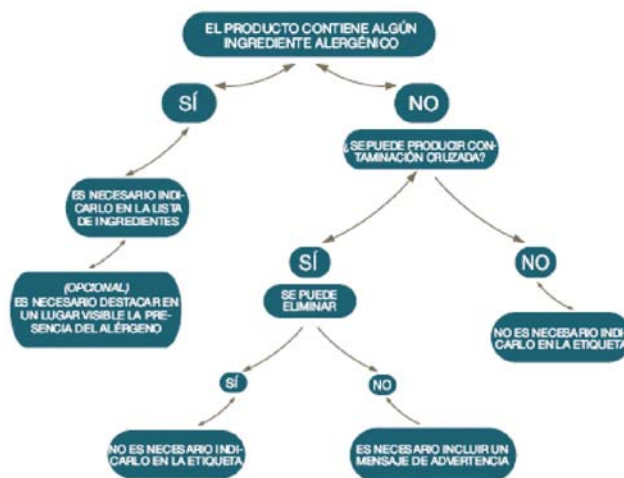 EL PRODUCTO CONTIENE ALGÚN
INGREDIENTE ALERGÉNICO
SÍ
NO
¿SE PUEDE PRODUCIR CON-
TAMINACIÓN CRUZADA?
ES NECESARIO INDI-
CARLO EN LA LISTA
DE INGREDIENTES
(OPCIONAL)
ES NECESARIO DESTACAR EN
UN LUGAR VISIBLE LA PRE-
SENCIA DEL ALÉRGENO
SÍ
NO
SE PUEDE
ELIMINAR
NO ES NECESARIO INDI-
CARLO EN LA ETIQUETA
SÍ
NO
NO ES NECESARIO INDI-
CARLO EN LA ETIQUETA
ES NECESARIO INCLUIR UN
MENSAJE DE ADVERTENCIA